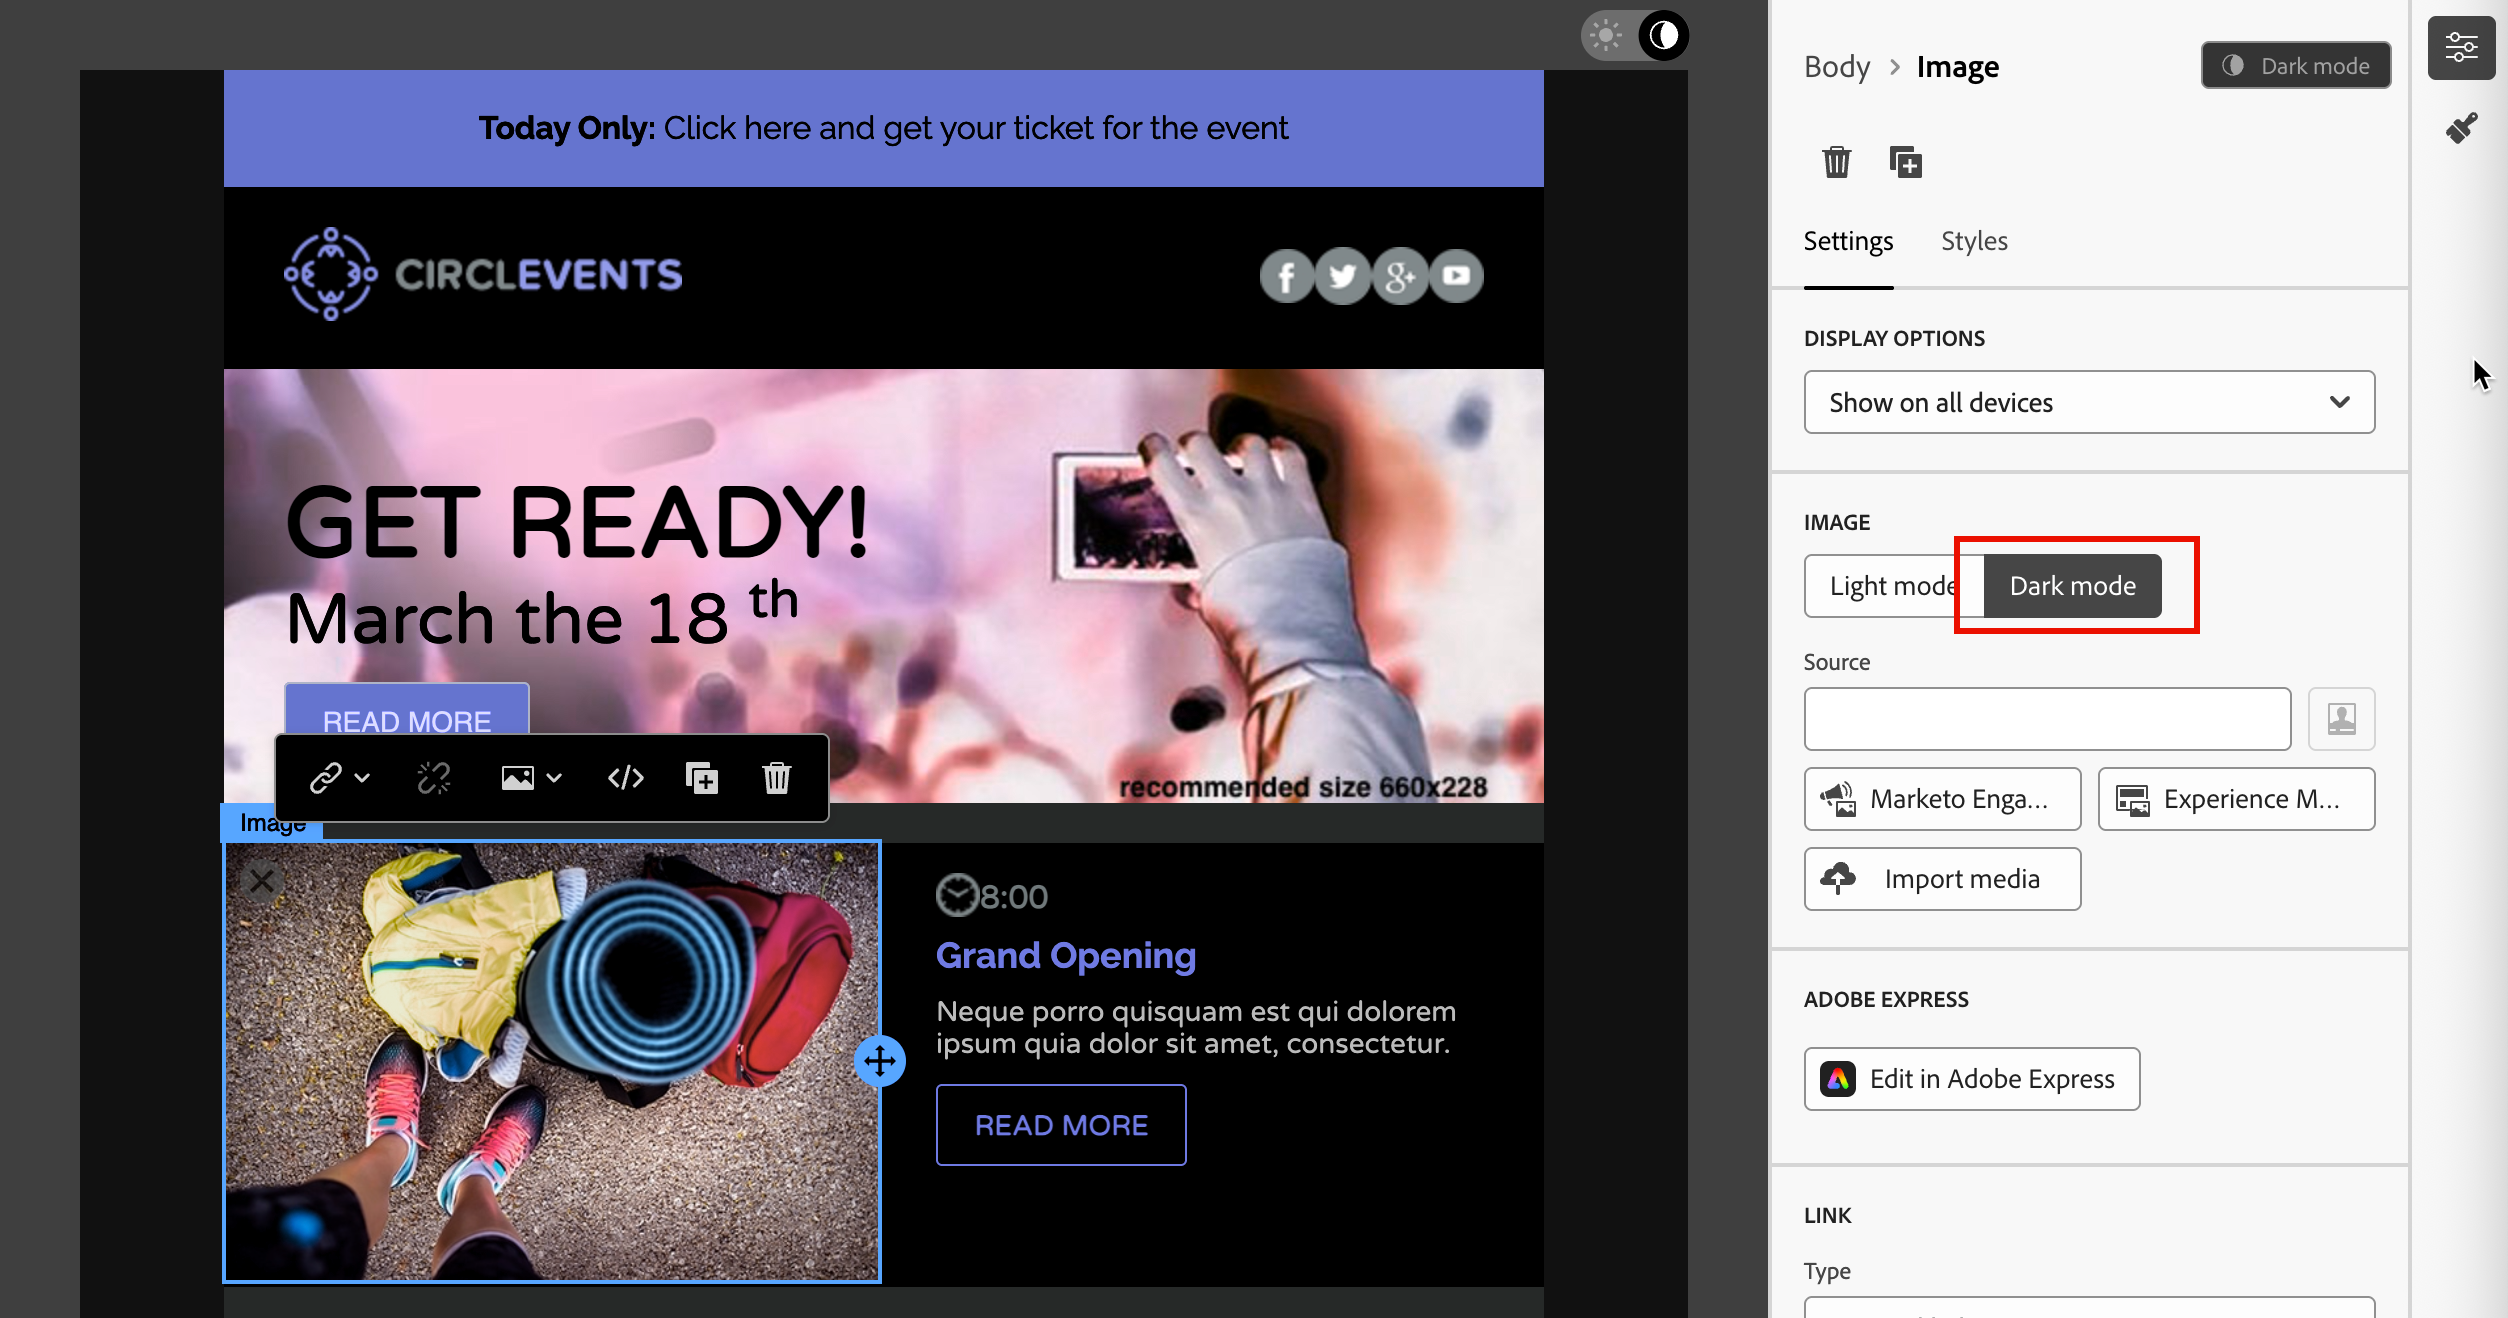 Today Only: Click here and get your ticket for the event
CIRCLEVENTS
GET READY!
March the 18 th
READ MORE
recommended size 660x228
Image
8:00
Grand Opening
Neque porro quisquam est qui dolorem
ipsum quia dolor sit amet, consectetur.
READ MORE
Body > Image
Dark mode
Settings Styles
DISPLAY OPTIONS
Show on all devices
IMAGE
Light mode Dark mode
Source
Marketo Enga... Experience M...
Import media
ADOBE EXPRESS
Edit in Adobe Express
LINK
Type